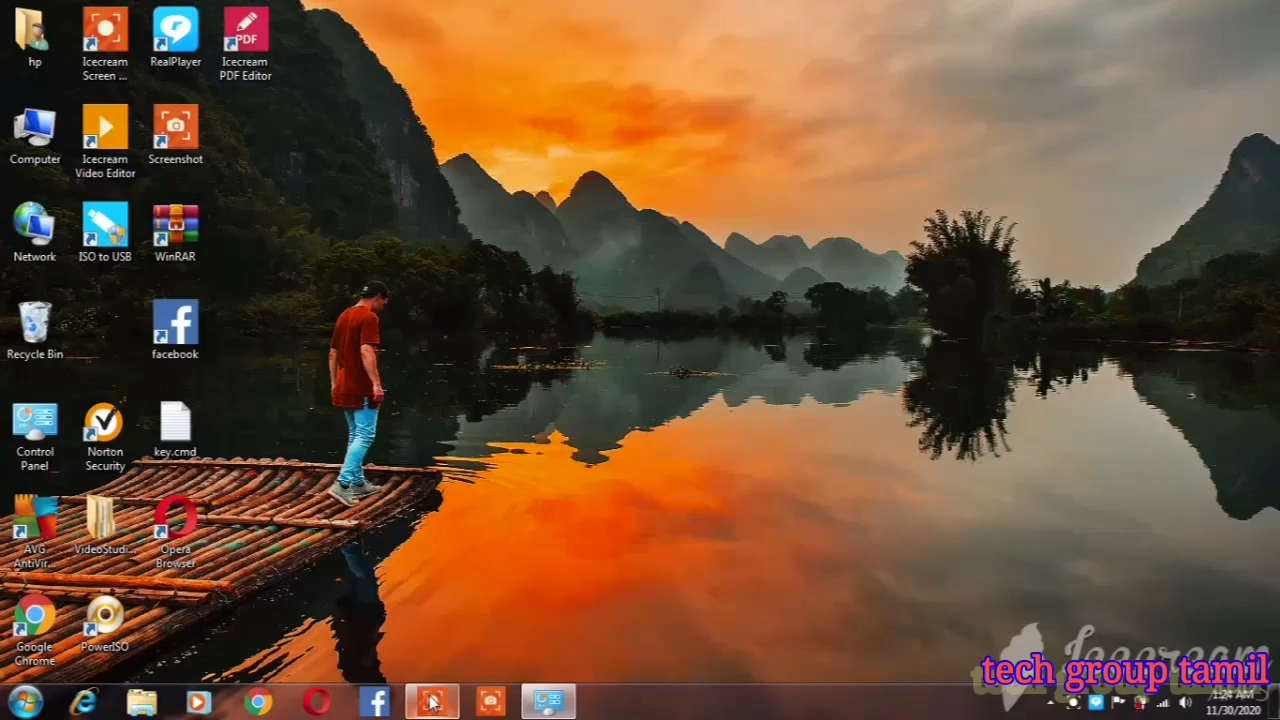 hp
Icecream
Screen ...
RealPlayer
PDF
Icecream
PDF Editor
Computer
Icecream
Video Editor
Screenshot
Network
ISO to USB
WinRAR
Recycle Bin
facebook
Control
Panel
Norton
Security
key.cmd
AVG
AntiVir...
VideoStudi...
Opera
Browser
Google
Chrome
PowerISO
Icecream
tech group tamil
1:24 AM
11/30/2020